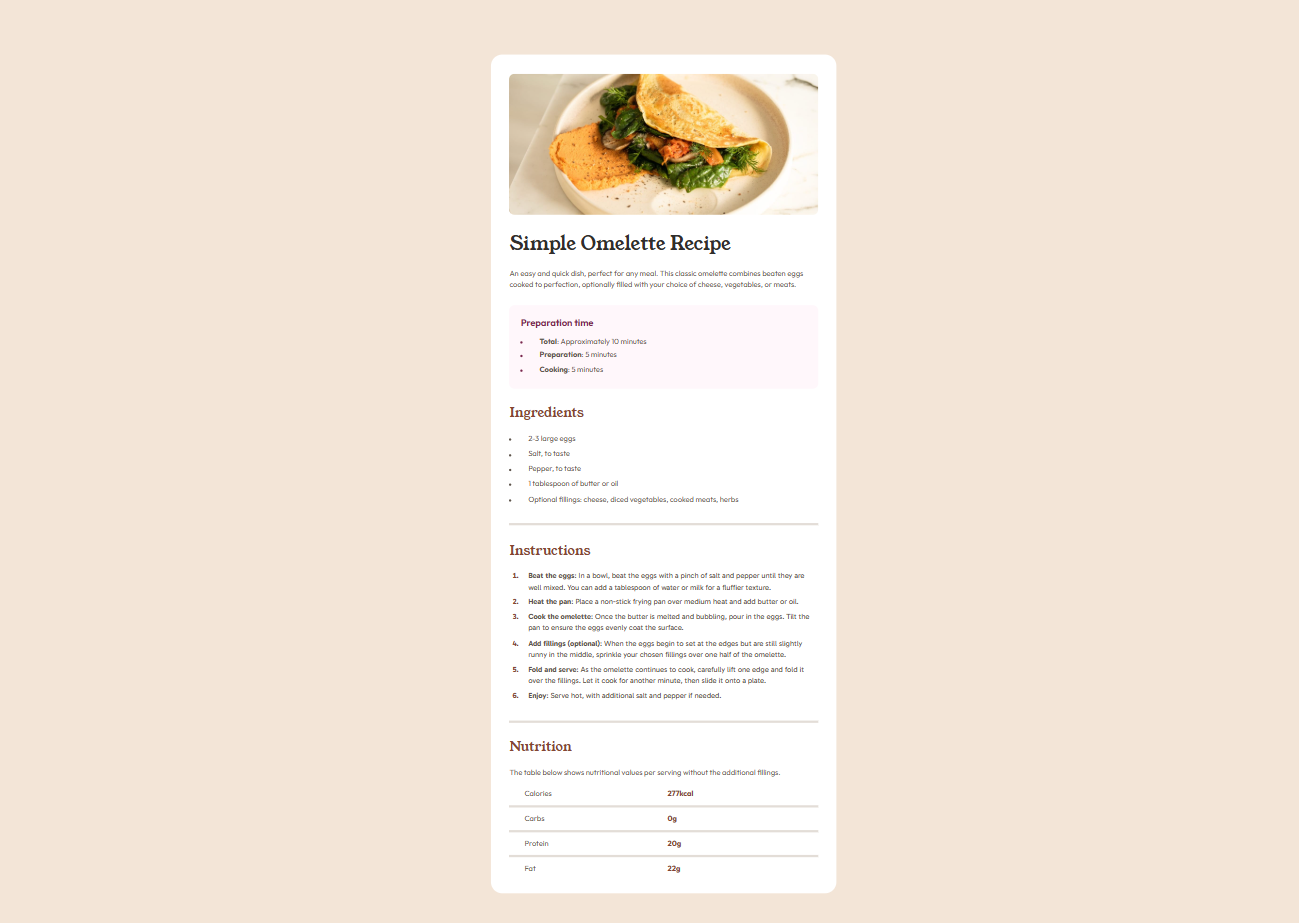 Simple Omelette Recipe
An easy and quick dish, perfect for any meal. This classic omelette combines beaten eggs
cooked to perfection, optionally filled with your choice of cheese, vegetables, or meats.
Preparation time
• Total: Approximately 10 minutes
• Preparation: 5 minutes
• Cooking: 5 minutes
Ingredients
• 2-3 large eggs
• Salt, to taste
• Pepper, to taste
• 1 tablespoon of butter or oil
• Optional fillings: cheese, diced vegetables, cooked meats, herbs
Instructions
1. Beat the eggs: In a bowl, beat the eggs with a pinch of salt and pepper until they are
well mixed. You can add a tablespoon of water or milk for a fluffier texture.
2. Heat the pan: Place a non-stick frying pan over medium heat and add butter or oil.
3. Cook the omelette: Once the butter is melted and bubbling, pour in the eggs. Tilt the
pan to ensure the eggs evenly coat the surface.
4. Add fillings (optional): When the eggs begin to set at the edges but are still slightly
runny in the middle, sprinkle your chosen fillings over one half of the omelette.
5. Fold and serve: As the omelette continues to cook, carefully lift one edge and fold it
over the fillings. Let it cook for another minute, then slide it onto a plate.
6. Enjoy: Serve hot, with additional salt and pepper if needed.
Nutrition
The table below shows nutritional values per serving without the additional fillings.
Calories 277kcal
Carbs 0g
Protein 20g
Fat 22g